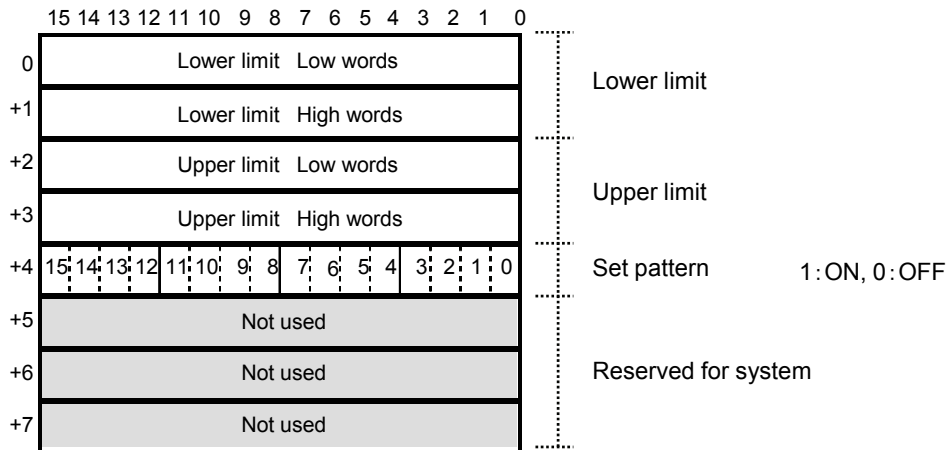 15 14 13 12 11 10 9 8 7 6 5 4 3 2 1 0
0 Lower limit Low words
Lower limit
+1 Lower limit High words
+2 Upper limit Low words
Upper limit
+3 Upper limit High words
+4 15 14 13 12 11 10 9 8 7 6 5 4 3 2 1 0 Set pattern 1:ON, 0:OFF
+5 Not used
+6 Not used Reserved for system
+7 Not used